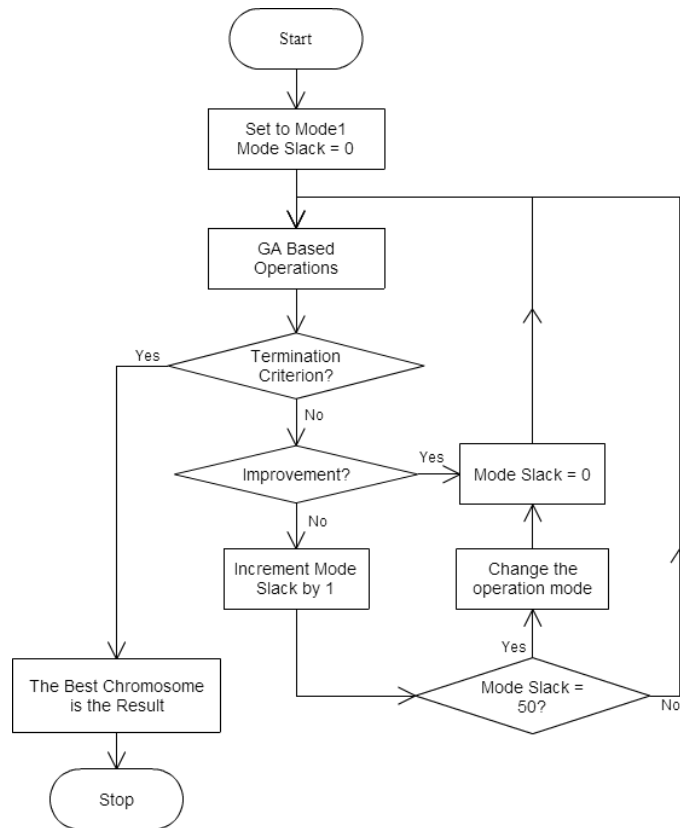 Start
Set to Mode1
Mode Slack = 0
GA Based
Operations
Yes
Termination
Criterion?
No
Improvement?
Yes
Mode Slack = 0
No
Increment Mode
Slack by 1
Change the
operation mode
Yes
The Best Chromosome
is the Result
Mode Slack =
50?
No
Stop